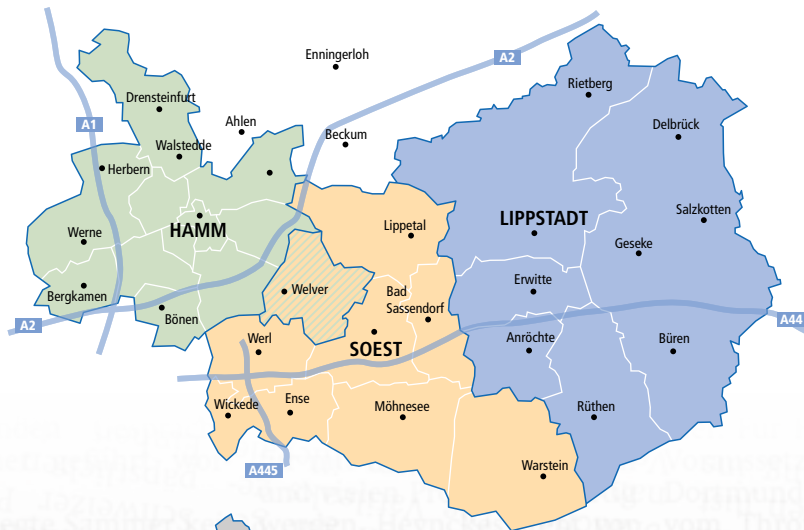 Enningerloh
A2
Rietberg
Drensteinfurt
Ahlen
A1
Delbrück
Beckum
Walstedde
Herbern
Salzkotten
LIPPSTADT
Lippetal
HAMM
Werne
Geseke
Erwitte
Welver
Bad
Sassendorf
Bergkamen
Bönen
A2
A44
Werl
SOEST
Anröchte
Büren
Wickede
Ense
Möhnesee
Rüthen
A445
Warstein